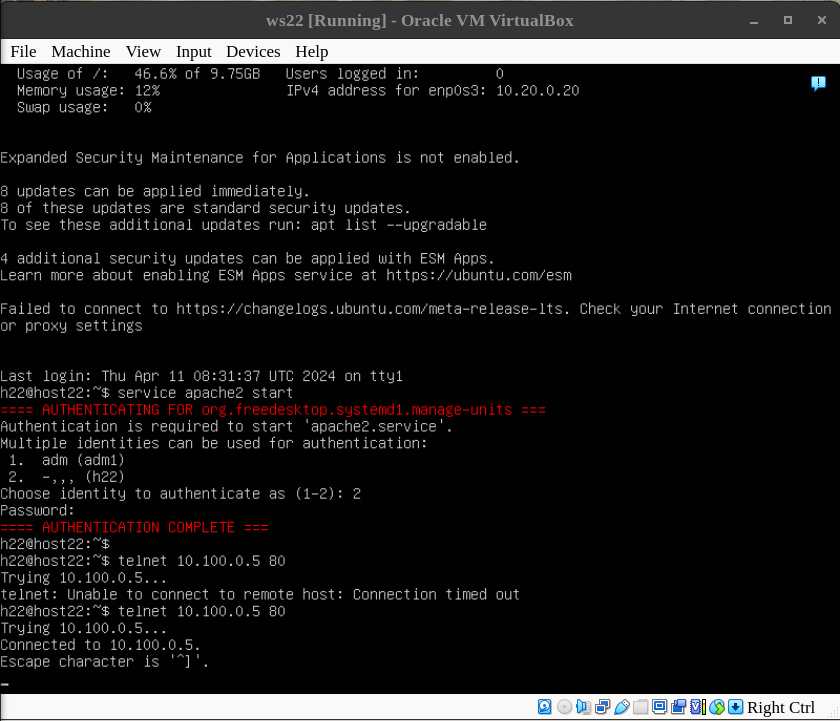 ws22 [Running] - Oracle VM VirtualBox
File Machine View Input Devices Help
Usage of /: 46.6% of 9.75GB Users logged in: 0
Memory usage: 12% IPv4 address for enp0s3: 10.20.0.20
Swap usage: 0%
Expanded Security Maintenance for Applications is not enabled.
8 updates can be applied immediately.
8 of these updates are standard security updates.
To see these additional updates run: apt list --upgradable
4 additional security updates can be applied with ESM Apps.
Learn more about enabling ESM Apps service at https://ubuntu.com/esm
Failed to connect to https://changelogs.ubuntu.com/meta-release-lts. Check your Internet connection
or proxy settings
Last login: Thu Apr 11 08:31:37 UTC 2024 on tty1
h22@host22:~$ service apache2 start
==== AUTHENTICATING FOR org.freedesktop.systemd1.manage-units ===
Authentication is required to start 'apache2.service'.
Multiple identities can be used for authentication:
1. adm (adm1)
2. -,,, (h22)
Choose identity to authenticate as (1-2): 2
Password:
==== AUTHENTICATION COMPLETE ===
h22@host22:~$
h22@host22:~$ telnet 10.100.0.5 80
Trying 10.100.0.5...
telnet: Unable to connect to remote host: Connection timed out
h22@host22:~$ telnet 10.100.0.5 80
Trying 10.100.0.5...
Connected to 10.100.0.5.
Escape character is '^]'.
Right Ctrl